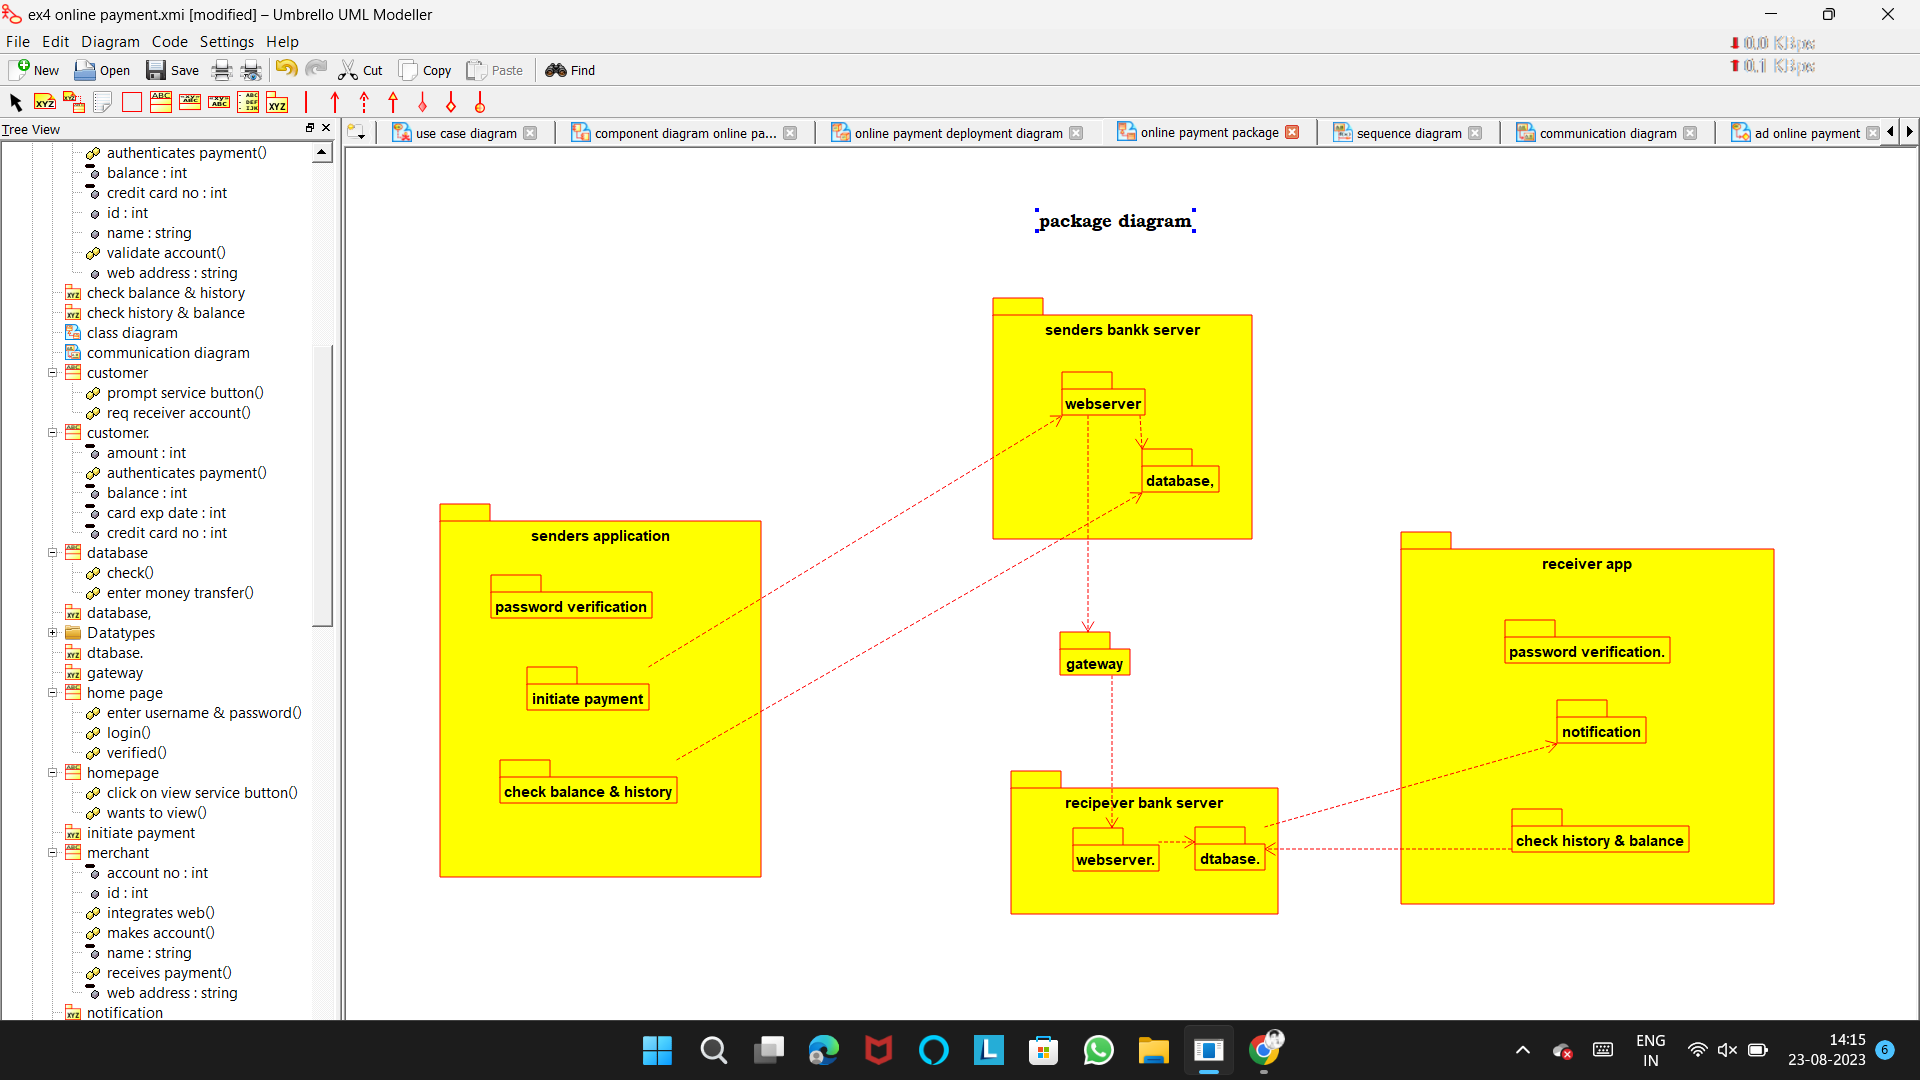 ex4 online payment.xmi [modified] – Umbrello UML Modeller
File Edit Diagram Code Settings Help
0.0 KBps
0.1 KBps
New Open Save Cut Copy Paste Find
Tree View
use case diagram
component diagram online pa...
online payment deployment diagram
online payment package
sequence diagram
communication diagram
ad online payment
authenticates payment()
balance : int
credit card no : int
id : int
name : string
validate account()
web address : string
check balance & history
check history & balance
class diagram
communication diagram
customer
prompt service button()
req receiver account()
customer.
amount : int
authenticates payment()
balance : int
card exp date : int
credit card no : int
database
check()
enter money transfer()
database,
Datatypes
dtabase.
gateway
home page
enter username & password()
login()
verified()
homepage
click on view service button()
wants to view()
initiate payment
merchant
account no : int
id : int
integrates web()
makes account()
name : string
receives payment()
web address : string
notification
package diagram
senders bankk server
webserver
database,
senders application
password verification
initiate payment
check balance & history
gateway
recipever bank server
webserver.
dtabase.
receiver app
password verification.
notification
check history & balance
ENG
IN
14:15
23-08-2023
6